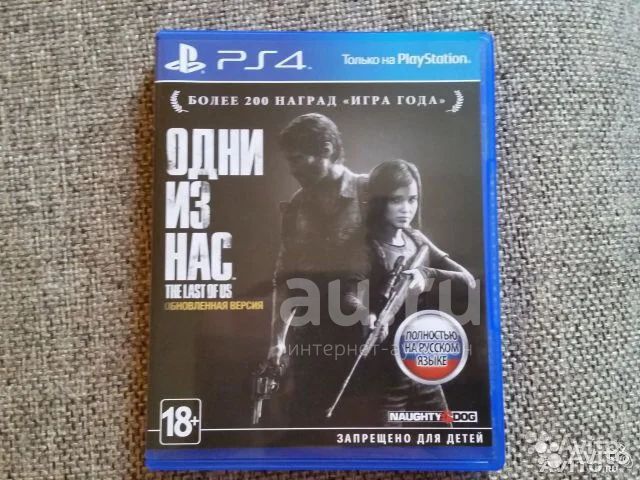 PS4
Только на PlayStation®
БОЛЕЕ 200 НАГРАД «ИГРА ГОДА»
ОДНИ
ИЗ
НАС
THE LAST OF US
ОБНОВЛЕННАЯ ВЕРСИЯ
au.ru
интернет-аукцион
ПОЛНОСТЬЮ
НА РУССКОМ
ЯЗЫКЕ
18+
NAUGHTY DOG
ЗАПРЕЩЕНО ДЛЯ ДЕТЕЙ
Avito